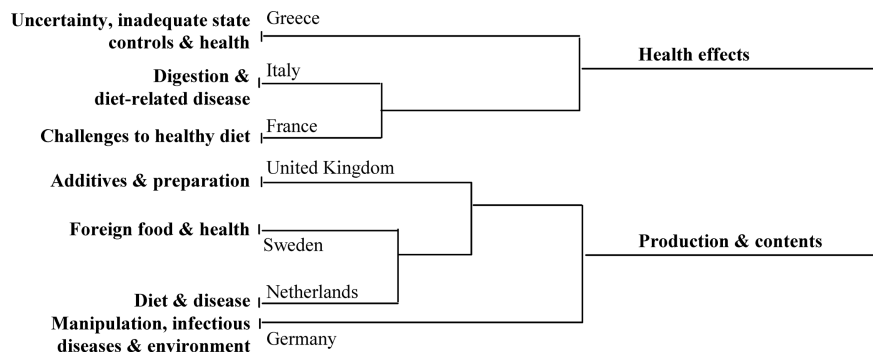 Uncertainty, inadequate state
controls & health
Greece
Health effects
Digestion &
diet-related disease
Italy
Challenges to healthy diet
France
Additives & preparation
United Kingdom
Foreign food & health
Sweden
Production & contents
Diet & disease
Netherlands
Manipulation, infectious
diseases & environment
Germany